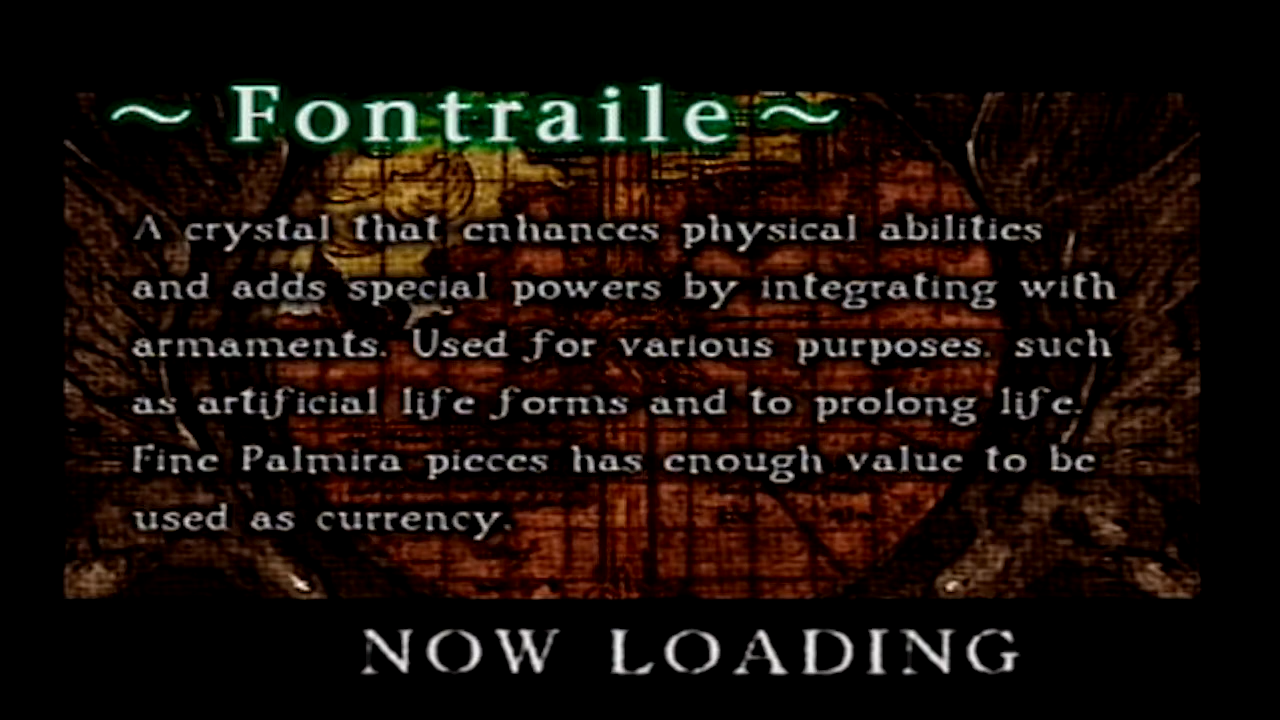 ~ Fontraile ~
A crystal that enhances physical abilities
and adds special powers by integrating with
armaments. Used for various purposes, such
as artificial life forms and to prolong life.
Fine Palmira pieces has enough value to be
used as currency.
NOW LOADING